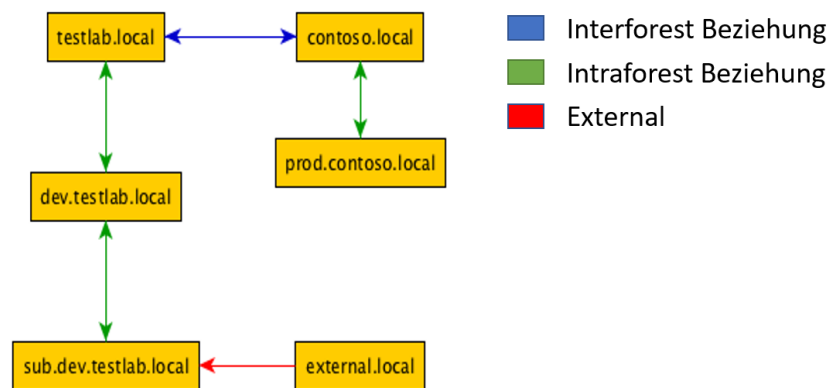 testlab.local
contoso.local
Interforest Beziehung
Intraforest Beziehung
External
prod.contoso.local
dev.testlab.local
sub.dev.testlab.local
external.local